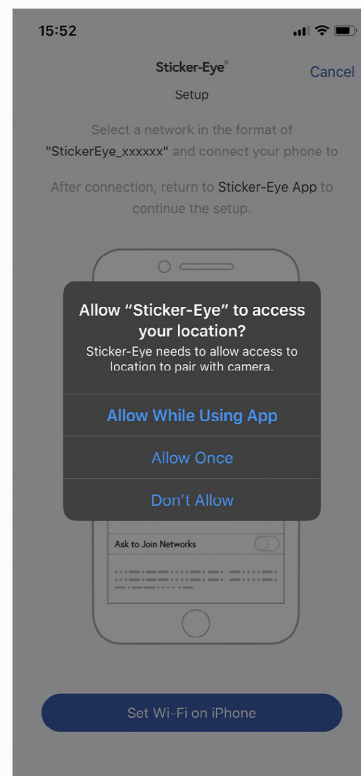 15:52
Sticker-Eye®
Cancel
Setup
Select a network in the format of
"StickerEye_xxxxxx" and connect your phone to
After connection, return to Sticker-Eye App to
continue the setup.
Allow “Sticker-Eye” to access
your location?
Sticker-Eye needs to allow access to
location to pair with camera.
Allow While Using App
Allow Once
Don’t Allow
Ask to Join Networks
Set Wi-Fi on iPhone